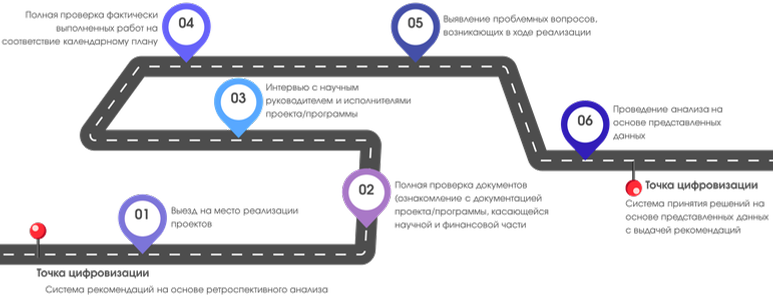 04
Полная проверка фактически
выполненных работ на
соответствие календарному плану
05
Выявление проблемных вопросов,
возникающих в ходе реализации
03
Интервью с научным
руководителем и исполнителями
проекта/программы
06
Проведение анализа на
основе представленных
данных
02
Полная проверка документов
(ознакомление с документацией
проекта/программы, касающейся
научной и финансовой части
Точка цифровизации
Система принятия решений на
основе представленных данных
с выдачей рекомендаций
01
Выезд на место реализации
проектов
Точка цифровизации
Система рекомендаций на основе ретроспективного анализа